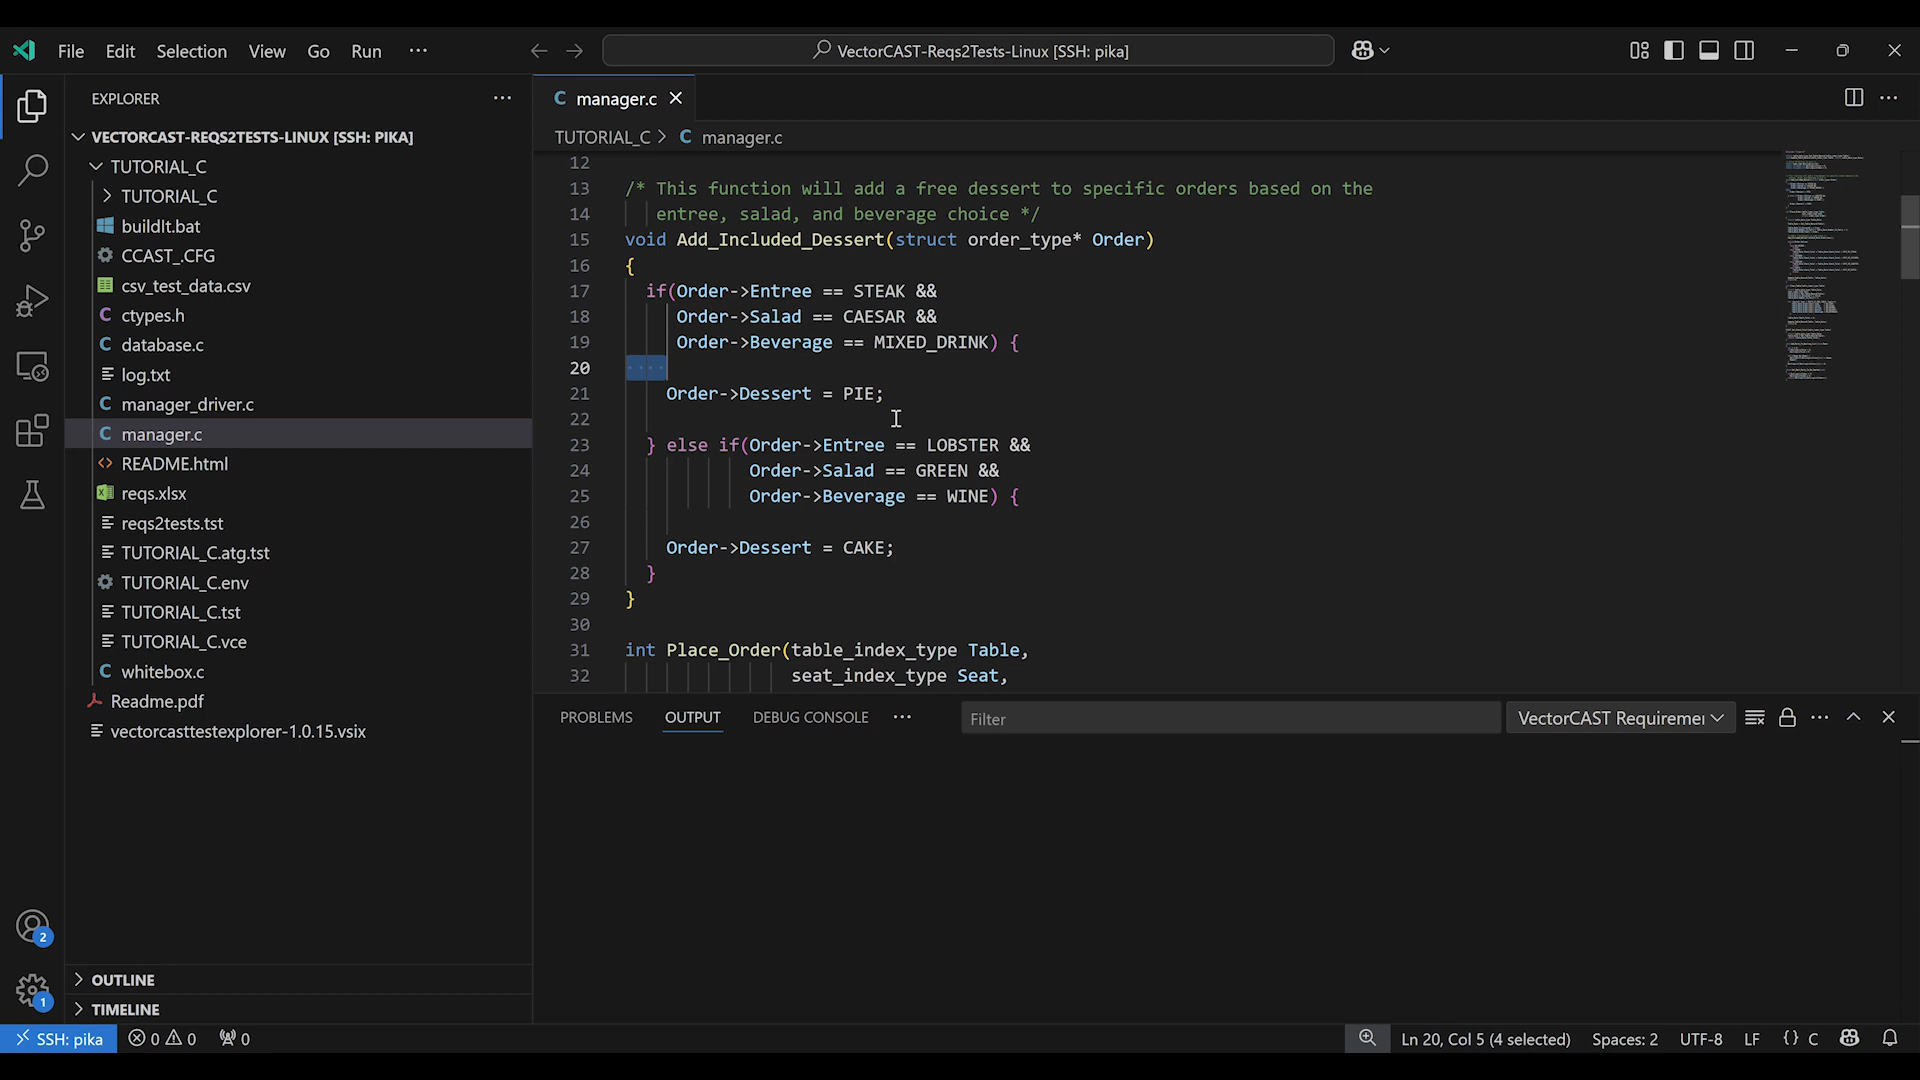 File Edit Selection View Go Run ···
VectorCAST-Reqs2Tests-Linux [SSH: pika]
EXPLORER
VECTORCAST-REQS2TESTS-LINUX [SSH: PIKA]
TUTORIAL_C
TUTORIAL_C
buildIt.bat
CCAST_.CFG
csv_test_data.csv
C ctypes.h
C database.c
log.txt
C manager_driver.c
C manager.c
README.html
reqs.xlsx
reqs2tests.tst
TUTORIAL_C.atg.tst
TUTORIAL_C.env
TUTORIAL_C.tst
TUTORIAL_C.vce
C whitebox.c
Readme.pdf
vectorcasttestexplorer-1.0.15.vsix
OUTLINE
TIMELINE
2
1
C manager.c
TUTORIAL_C > C manager.c
12
13 /* This function will add a free dessert to specific orders based on the
14 entree, salad, and beverage choice */
15 void Add_Included_Dessert(struct order_type* Order)
16 {
17 if(Order->Entree == STEAK &&
18 Order->Salad == CAESAR &&
19 Order->Beverage == MIXED_DRINK) {
20 ····
21 Order->Dessert = PIE;
22
23 } else if(Order->Entree == LOBSTER &&
24 Order->Salad == GREEN &&
25 Order->Beverage == WINE) {
26
27 Order->Dessert = CAKE;
28 }
29 }
30
31 int Place_Order(table_index_type Table,
32 seat_index_type Seat,
PROBLEMS OUTPUT DEBUG CONSOLE ··· Filter VectorCAST Requiremer
SSH: pika 0 0 0 Ln 20, Col 5 (4 selected) Spaces: 2 UTF-8 LF {} C